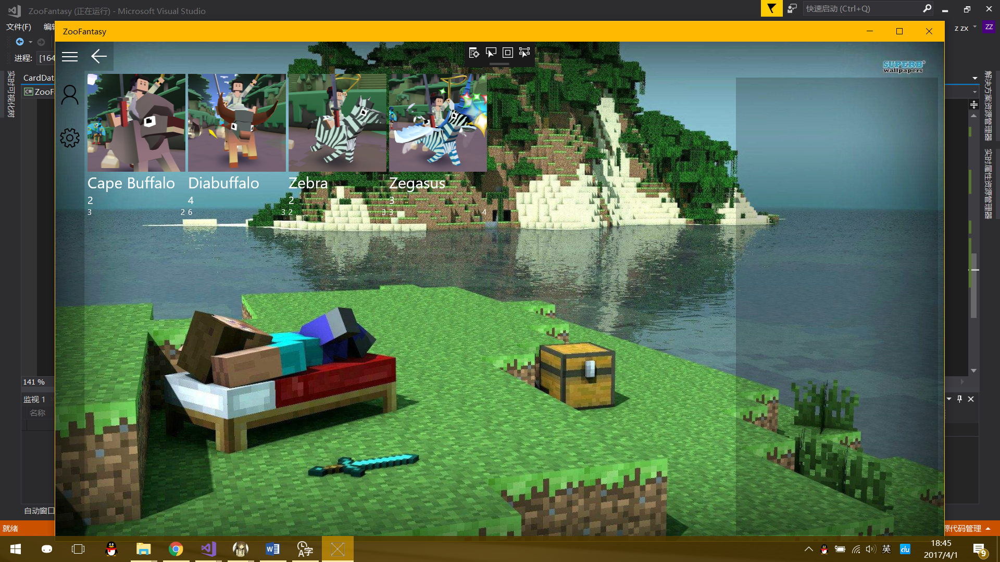 ZooFantasy (正在运行) - Microsoft Visual Studio
快速启动 (Ctrl+Q)
文件(F)
编辑
z zx
ZZ
ZooFantasy
进程:
[164
实时可视化树
CardDat
ZooF
SUPERB
wallpapers
解决方案资源管理器
实时属性资源管理器
Cape Buffalo
2
3 2
Diabuffalo
4
6 3
Zebra
2
2 3
Zegasus
3
3 4
141 %
监视 1
名称
自动窗口
就绪
源代码管理
英
du
18:45
2017/4/1
9